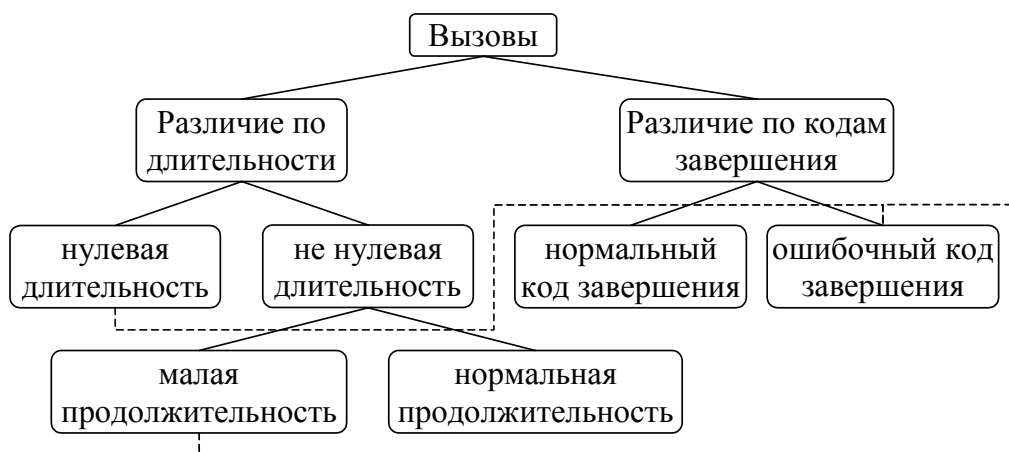 Вызовы
Различие по
длительности
Различие по кодам
завершения
нулевая
длительность
не нулевая
длительность
нормальный
код завершения
ошибочный код
завершения
малая
продолжительность
нормальная
продолжительность